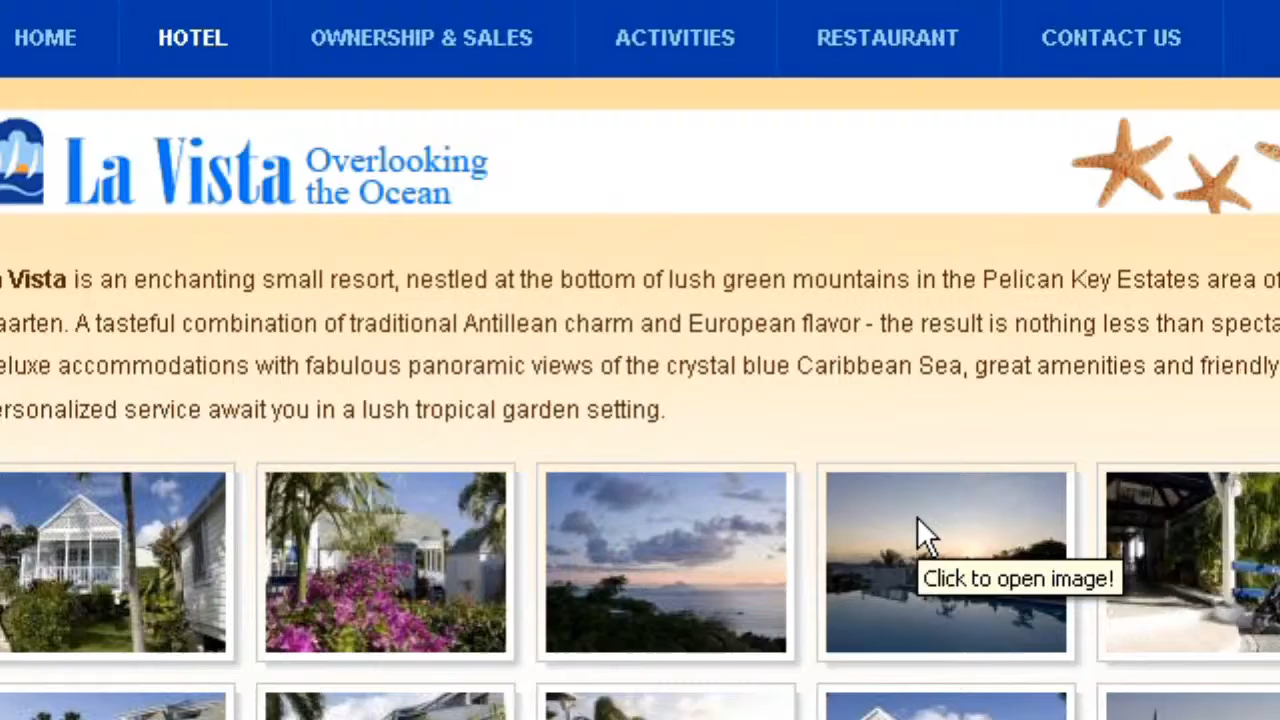 HOME HOTEL OWNERSHIP & SALES ACTIVITIES RESTAURANT CONTACT US
La Vista Overlooking
the Ocean
Vista is an enchanting small resort, nestled at the bottom of lush green mountains in the Pelican Key Estates area of
aarten. A tasteful combination of traditional Antillean charm and European flavor - the result is nothing less than specta
eluxe accommodations with fabulous panoramic views of the crystal blue Caribbean Sea, great amenities and friendly
ersonalized service await you in a lush tropical garden setting.
Click to open image!